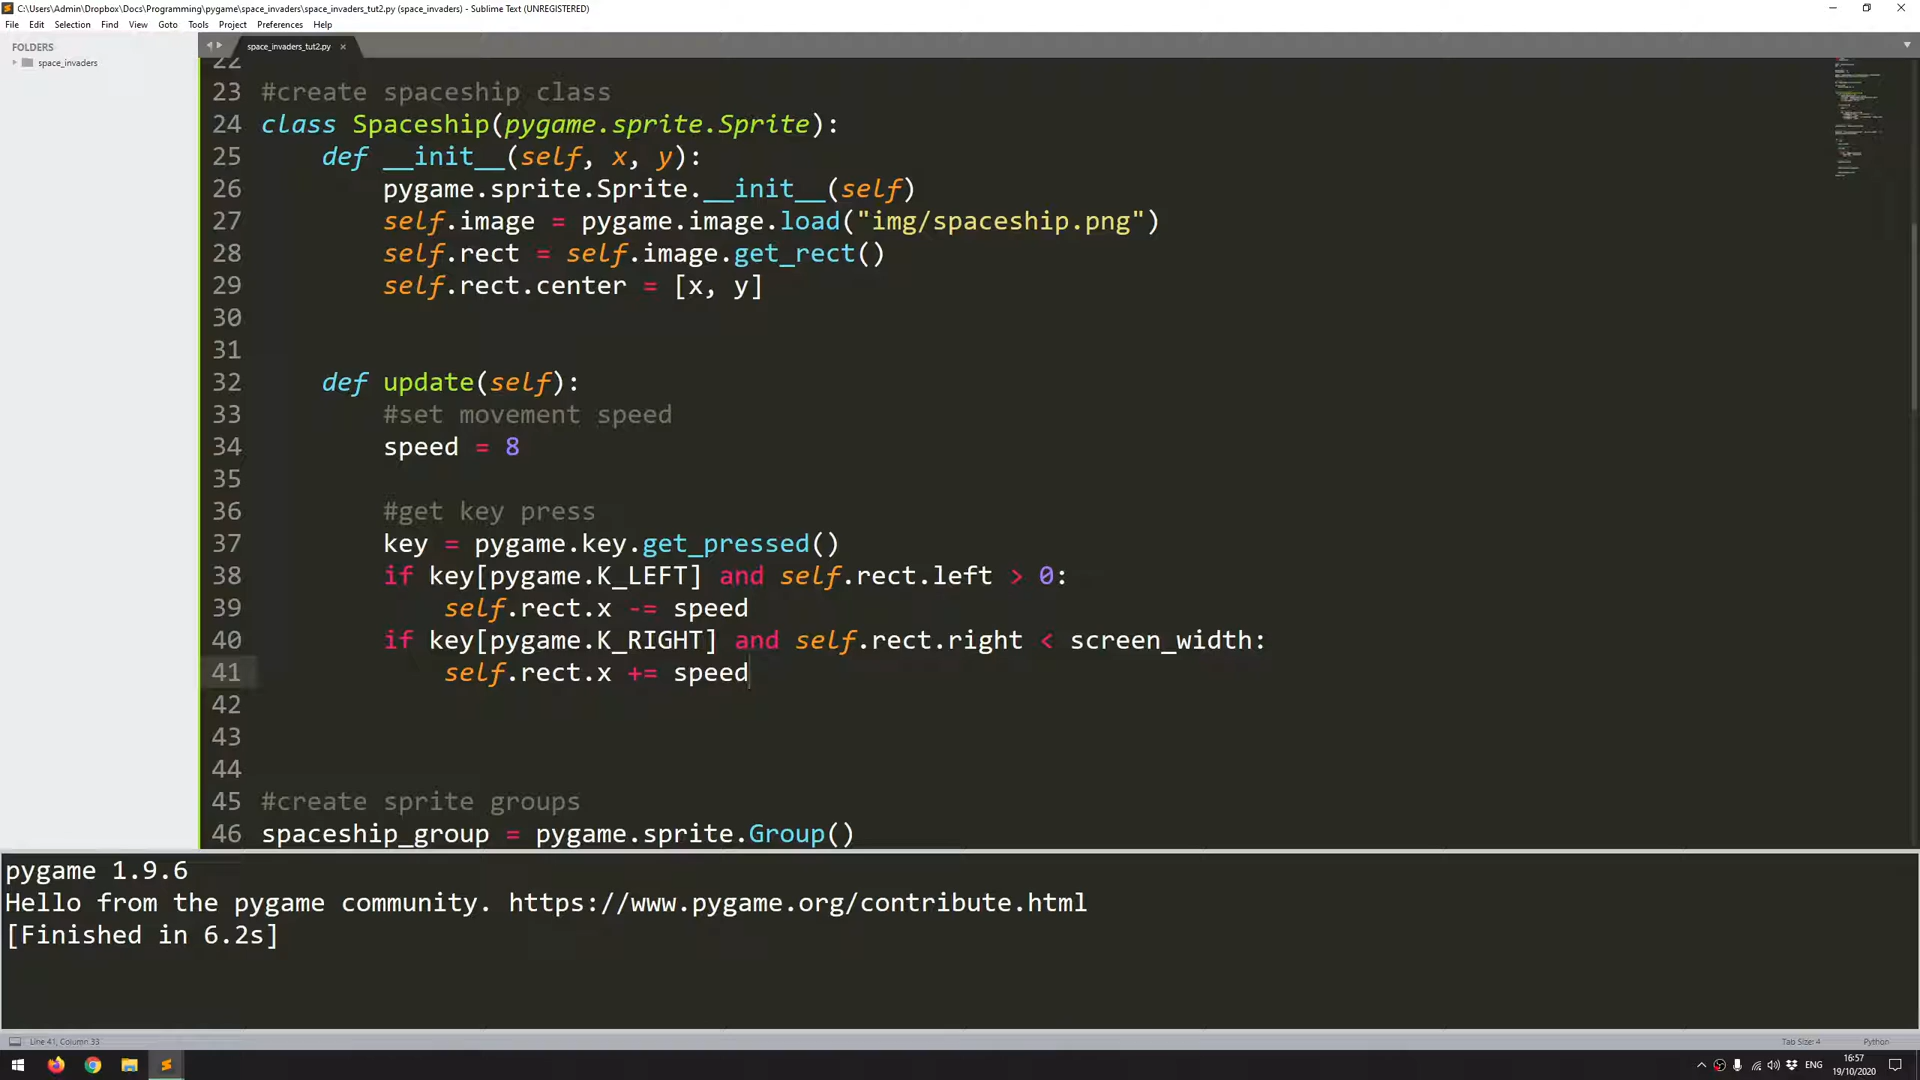 C:\Users\Admin\Dropbox\Docs\Programming\pygame\space_invaders\space_invaders_tut2.py (space_invaders) - Sublime Text (UNREGISTERED)
File Edit Selection Find View Goto Tools Project Preferences Help
FOLDERS
space_invaders
space_invaders_tut2.py
22
23 #create spaceship class
24 class Spaceship(pygame.sprite.Sprite):
25 def __init__(self, x, y):
26 pygame.sprite.Sprite.__init__(self)
27 self.image = pygame.image.load("img/spaceship.png")
28 self.rect = self.image.get_rect()
29 self.rect.center = [x, y]
30
31
32 def update(self):
33 #set movement speed
34 speed = 8
35
36 #get key press
37 key = pygame.key.get_pressed()
38 if key[pygame.K_LEFT] and self.rect.left > 0:
39 self.rect.x -= speed
40 if key[pygame.K_RIGHT] and self.rect.right < screen_width:
41 self.rect.x += speed
42
43
44
45 #create sprite groups
46 spaceship_group = pygame.sprite.Group()
pygame 1.9.6
Hello from the pygame community. https://www.pygame.org/contribute.html
[Finished in 6.2s]
Line 41, Column 33
Tab Size: 4 Python
ENG
16:57
19/10/2020